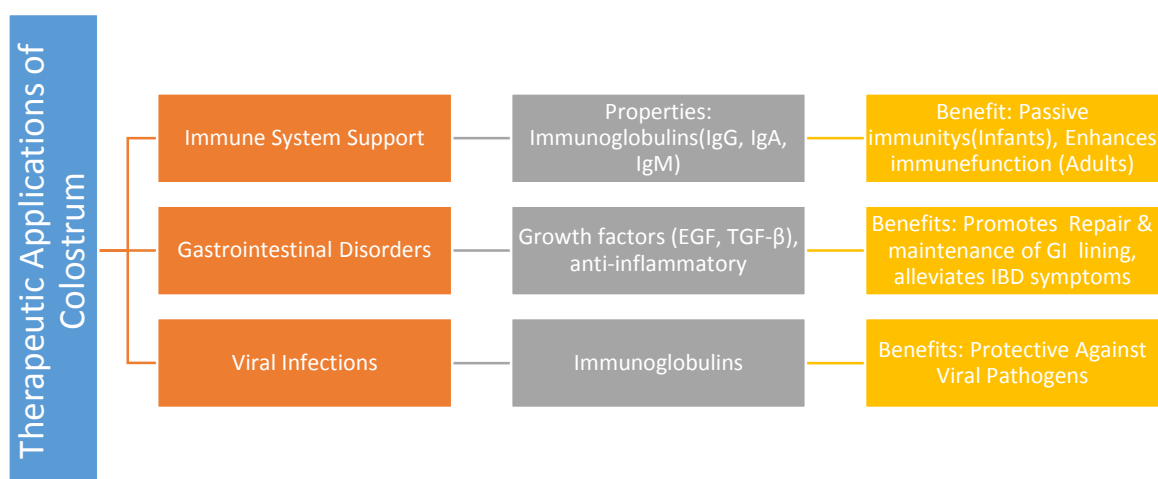 Therapeutic Applications of
Colostrum
Immune System Support
Properties:
Immunoglobulins(IgG, IgA,
IgM)
Benefit: Passive
immunitys(Infants), Enhances
immunefunction (Adults)
Gastrointestinal Disorders
Growth factors (EGF, TGF-β),
anti-inflammatory
Benefits: Promotes Repair &
maintenance of GI lining,
alleviates IBD symptoms
Viral Infections
Immunoglobulins
Benefits: Protective Against
Viral Pathogens